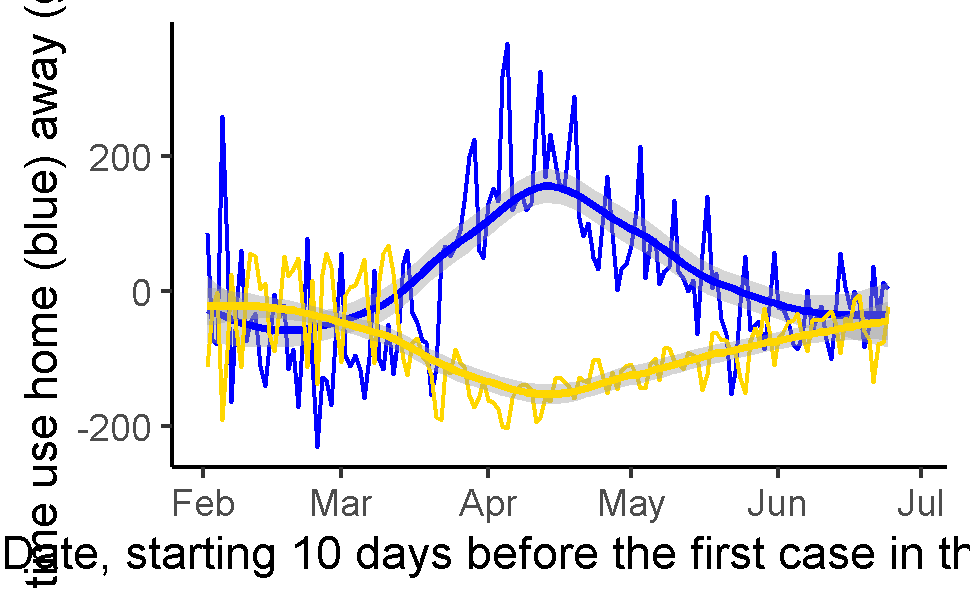 time use home (blue) away (
200
0
-200
Feb Mar Apr May Jun Jul
Date, starting 10 days before the first case in th